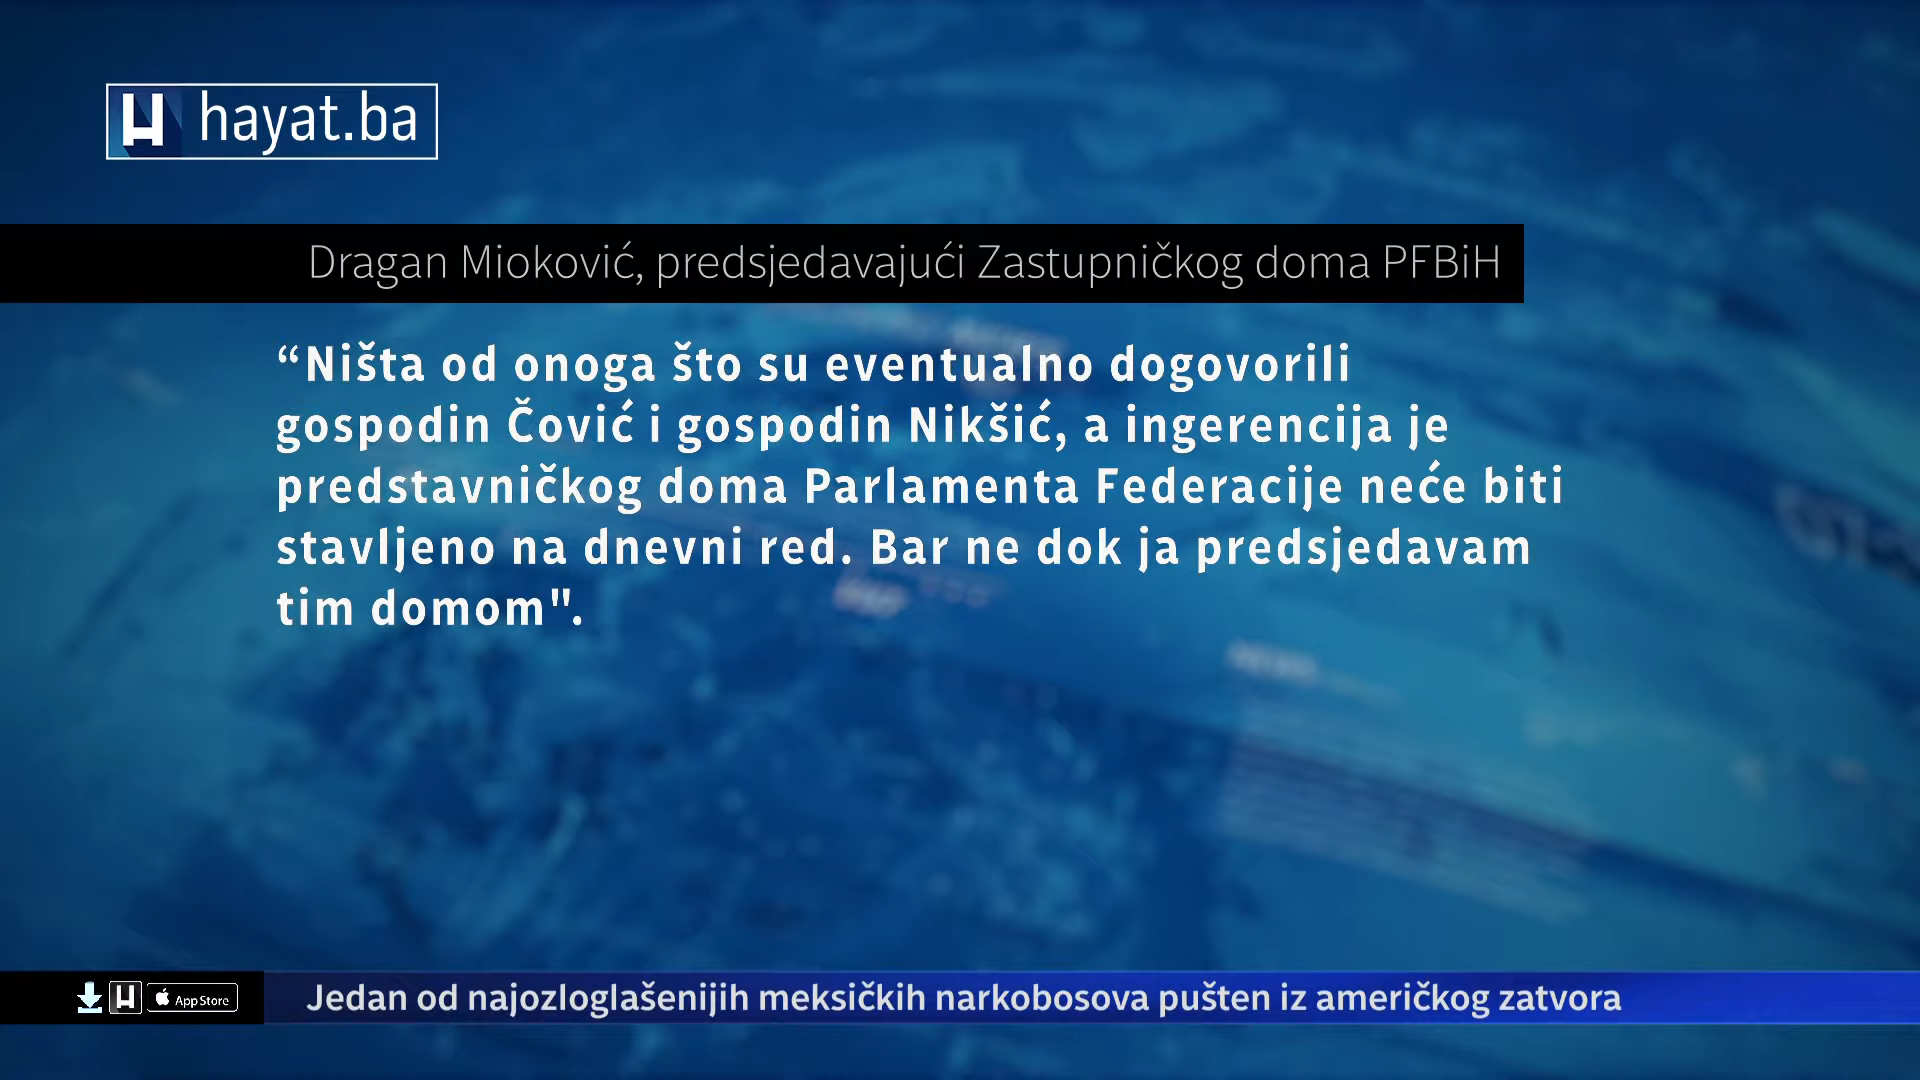 hayat.ba
Dragan Mioković, predsjedavajući Zastupničkog doma PFBiH
“Ništa od onoga što su eventualno dogovorili
gospodin Čović i gospodin Nikšić, a ingerencija je
predstavničkog doma Parlamenta Federacije neće biti
stavljeno na dnevni red. Bar ne dok ja predsjedavam
tim domom".
App Store
Jedan od najozloglašenijih meksičkih narkobosova pušten iz američkog zatvora